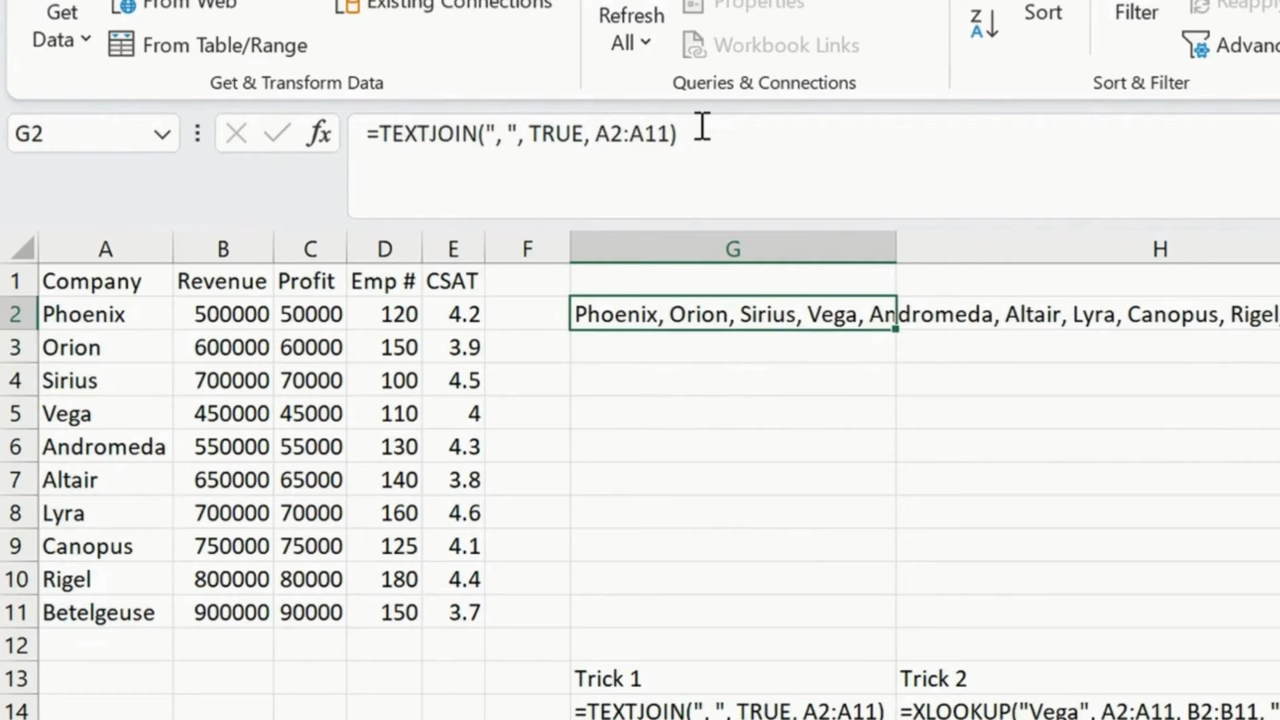 Get
Data
From Web
From Table/Range
Get & Transform Data
Existing Connections
Refresh
All
Properties
Workbook Links
Queries & Connections
Z
A
Sort
Filter
Reapply
Sort & Filter
G2
fx
=TEXTJOIN(", ", TRUE, A2:A11)
A B C D E F G H
1 Company Revenue Profit Emp # CSAT
2 Phoenix 500000 50000 120 4.2 Phoenix, Orion, Sirius, Vega, Andromeda, Altair, Lyra, Canopus, Rigel,
3 Orion 600000 60000 150 3.9
4 Sirius 700000 70000 100 4.5
5 Vega 450000 45000 110 4
6 Andromeda 550000 55000 130 4.3
7 Altair 650000 65000 140 3.8
8 Lyra 700000 70000 160 4.6
9 Canopus 750000 75000 125 4.1
10 Rigel 800000 80000 180 4.4
11 Betelgeuse 900000 90000 150 3.7
12
13 Trick 1 Trick 2
14 =TEXTJOIN(", ", TRUE, A2:A11) =XLOOKUP("Vega", A2:A11, B2:B11, "